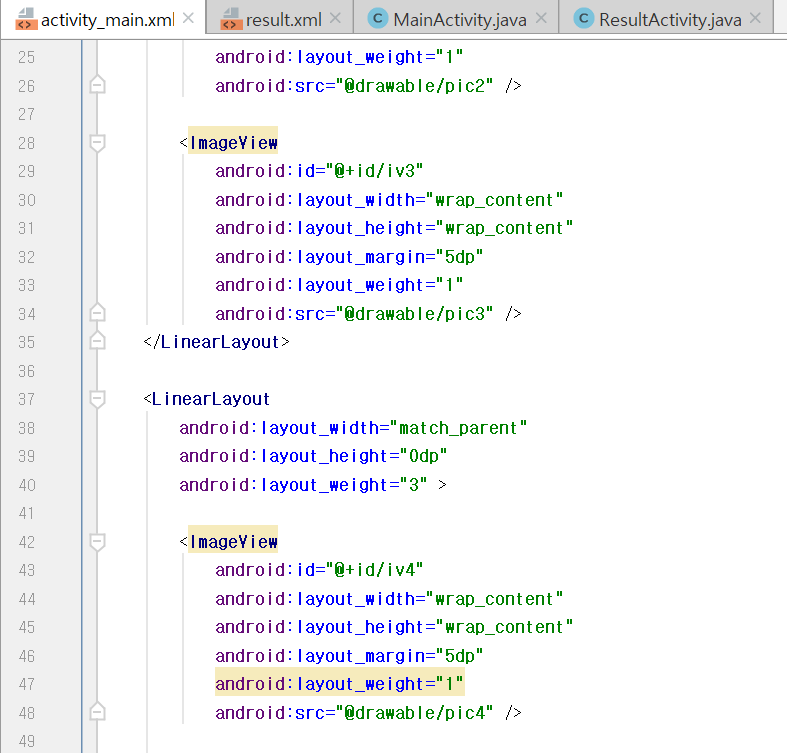 activity_main.xml result.xml MainActivity.java ResultActivity.java
25 android:layout_weight="1"
26 android:src="@drawable/pic2" />
27
28 <ImageView
29 android:id="@+id/iv3"
30 android:layout_width="wrap_content"
31 android:layout_height="wrap_content"
32 android:layout_margin="5dp"
33 android:layout_weight="1"
34 android:src="@drawable/pic3" />
35 </LinearLayout>
36
37 <LinearLayout
38 android:layout_width="match_parent"
39 android:layout_height="0dp"
40 android:layout_weight="3" >
41
42 <ImageView
43 android:id="@+id/iv4"
44 android:layout_width="wrap_content"
45 android:layout_height="wrap_content"
46 android:layout_margin="5dp"
47 android:layout_weight="1"
48 android:src="@drawable/pic4" />
49